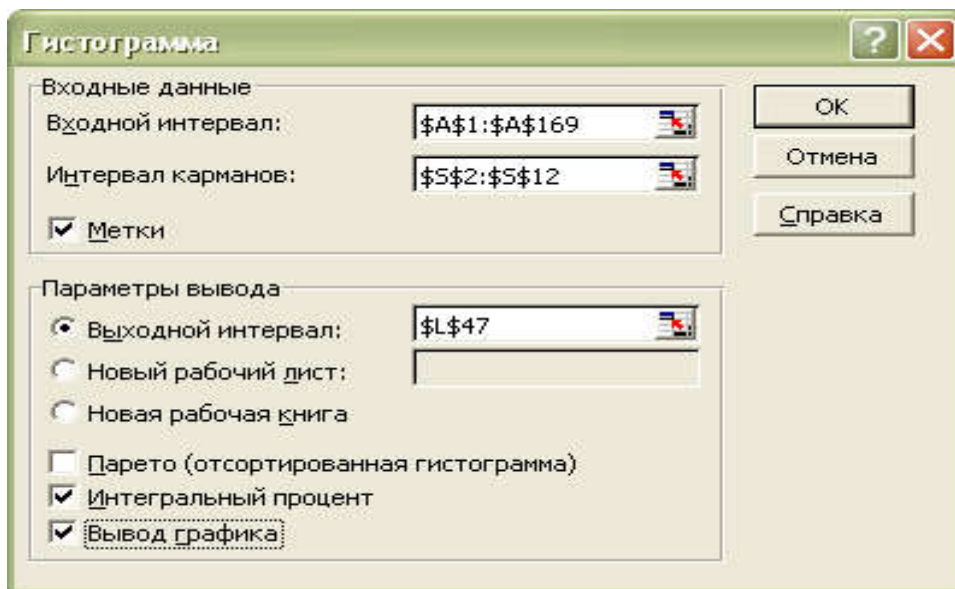 Гистограмма
Входные данные
Входной интервал:
$A$1:$A$169
Интервал карманов:
$S$2:$S$12
Метки
OK
Отмена
Справка
Параметры вывода
Выходной интервал:
$L$47
Новый рабочий лист:
Новая рабочая книга
Парето (отсортированная гистограмма)
Интегральный процент
Вывод графика